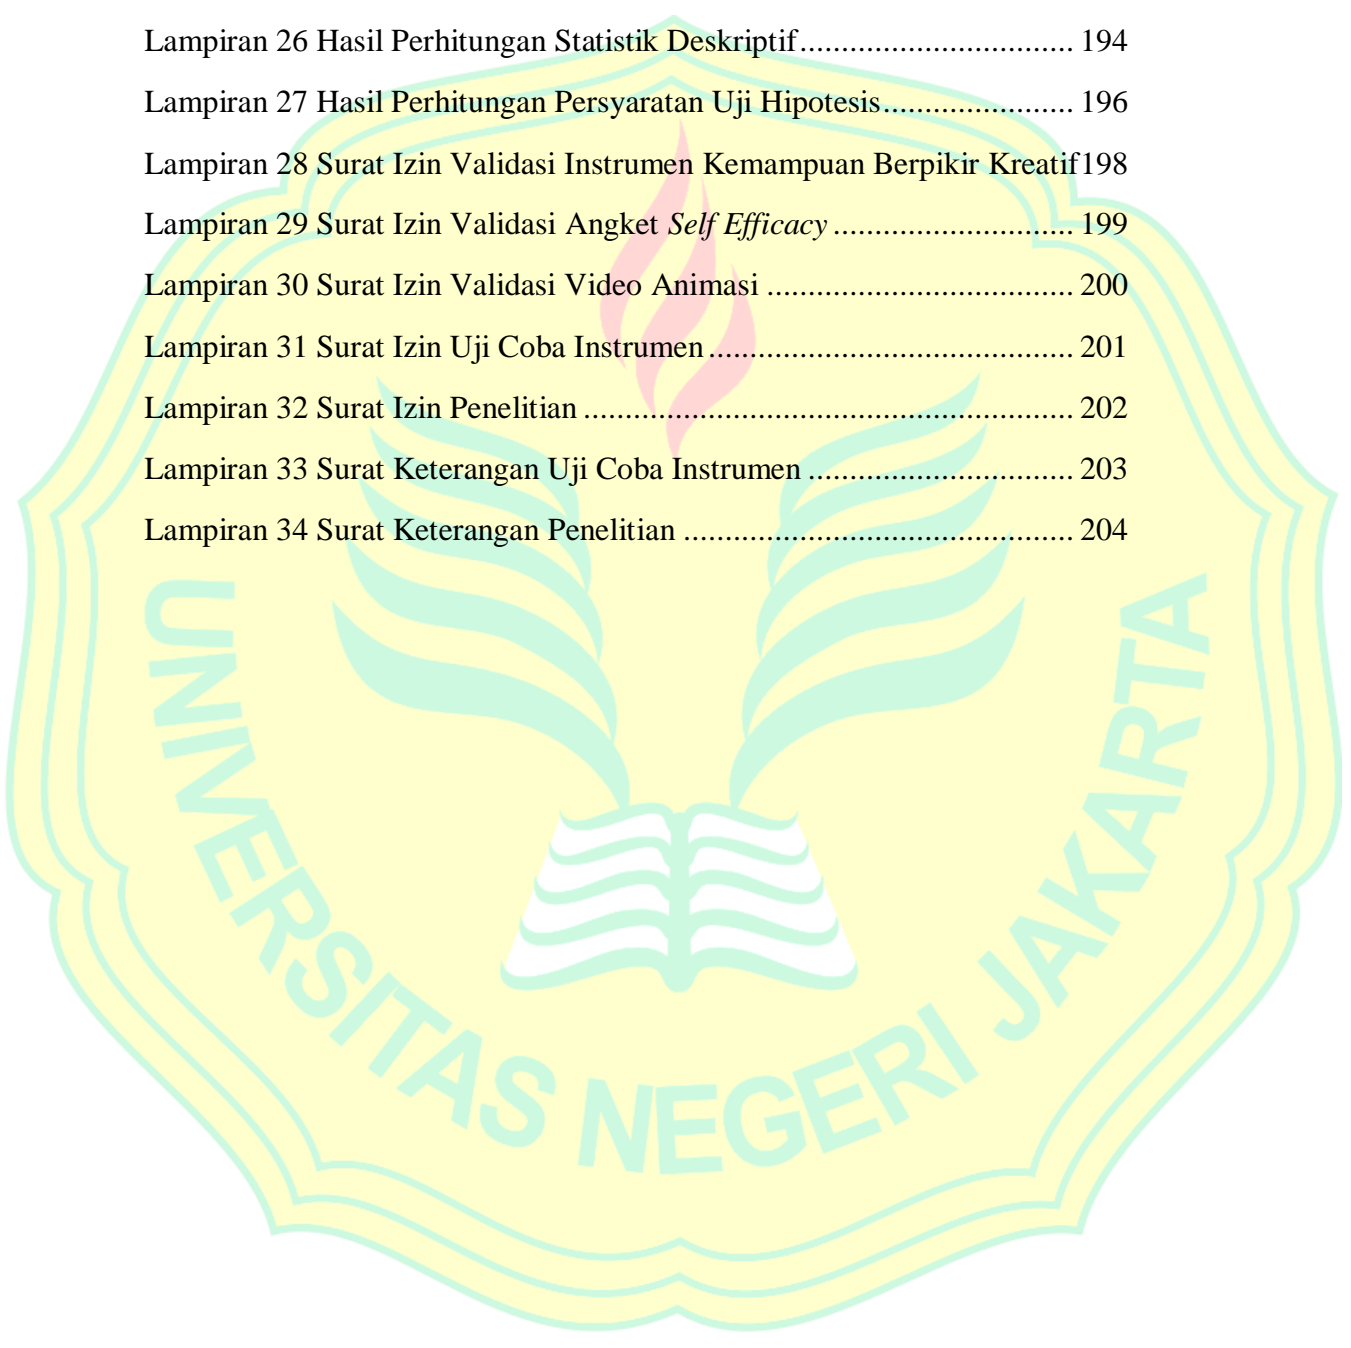 Lampiran 26 Hasil Perhitungan Statistik Deskriptif................................. 194
Lampiran 27 Hasil Perhitungan Persyaratan Uji Hipotesis....................... 196
Lampiran 28 Surat Izin Validasi Instrumen Kemampuan Berpikir Kreatif198
Lampiran 29 Surat Izin Validasi Angket Self Efficacy ............................. 199
Lampiran 30 Surat Izin Validasi Video Animasi ..................................... 200
Lampiran 31 Surat Izin Uji Coba Instrumen............................................ 201
Lampiran 32 Surat Izin Penelitian ........................................................... 202
Lampiran 33 Surat Keterangan Uji Coba Instrumen ................................ 203
Lampiran 34 Surat Keterangan Penelitian ............................................... 204
UNIVERSITAS NEGERI JAKARTA